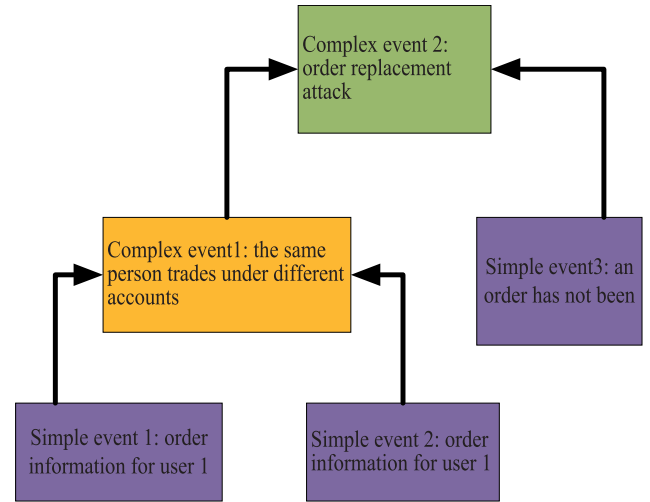 Complex event 2:
order replacement
attack
Complex event1: the same
person trades under different
accounts
Simple event3: an
order has not been
Simple event 1: order
information for user 1
Simple event 2: order
information for user 1